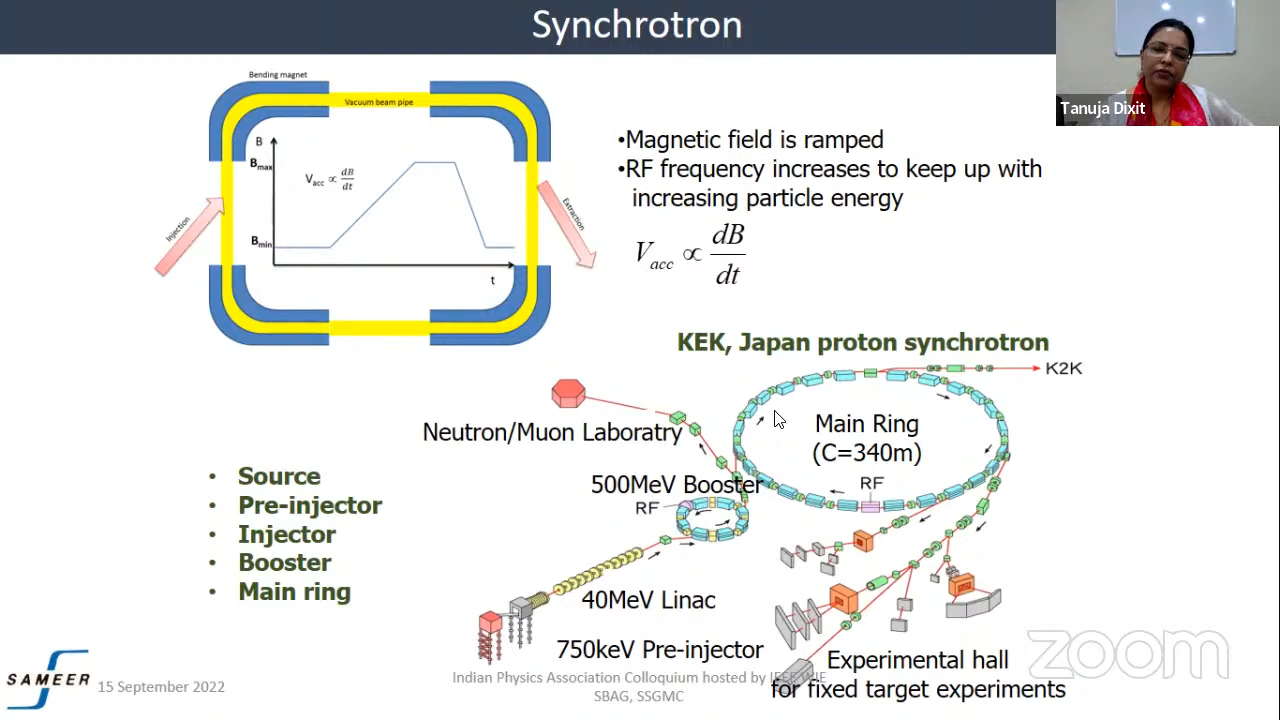 Synchrotron
Tanuja Dixit
Bending magnet
Vacuum beam pipe
B
Bmax
Vacc ∝ dB/dt
Bmin
t
Injection
Extraction
•Magnetic field is ramped
•RF frequency increases to keep up with
increasing particle energy
Vacc ∝ dB/dt
KEK, Japan proton synchrotron
K2K
Main Ring
(C=340m)
RF
Neutron/Muon Laboratry
500MeV Booster
RF
40MeV Linac
750keV Pre-injector
Experimental hall
for fixed target experiments
• Source
• Pre-injector
• Injector
• Booster
• Main ring
SAMEER
15 September 2022
Indian Physics Association Colloquium hosted by IEEE WIE
SBAG, SSGMC
zoom